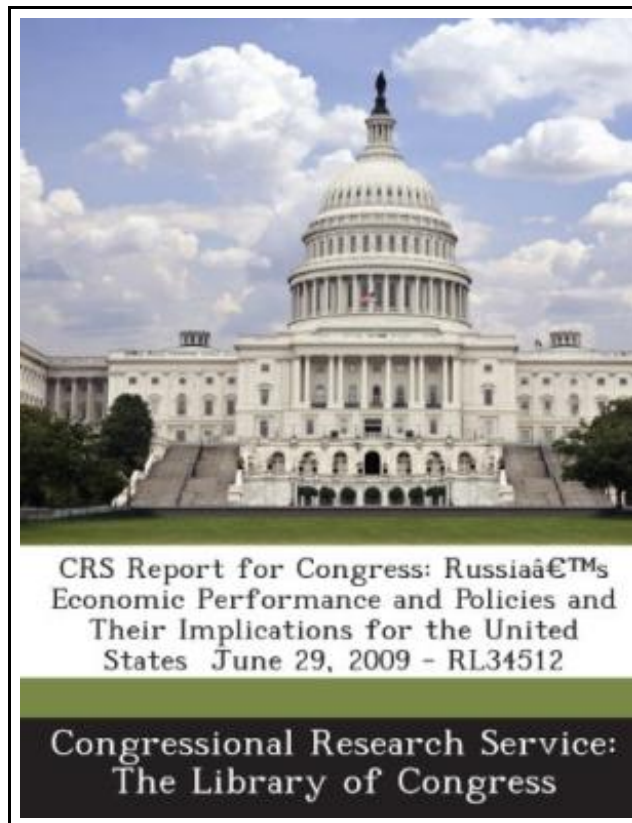 CRS Report for Congress: Russiaâ€™s
Economic Performance and Policies and
Their Implications for the United
States June 29, 2009 - RL34512
Congressional Research Service:
The Library of Congress